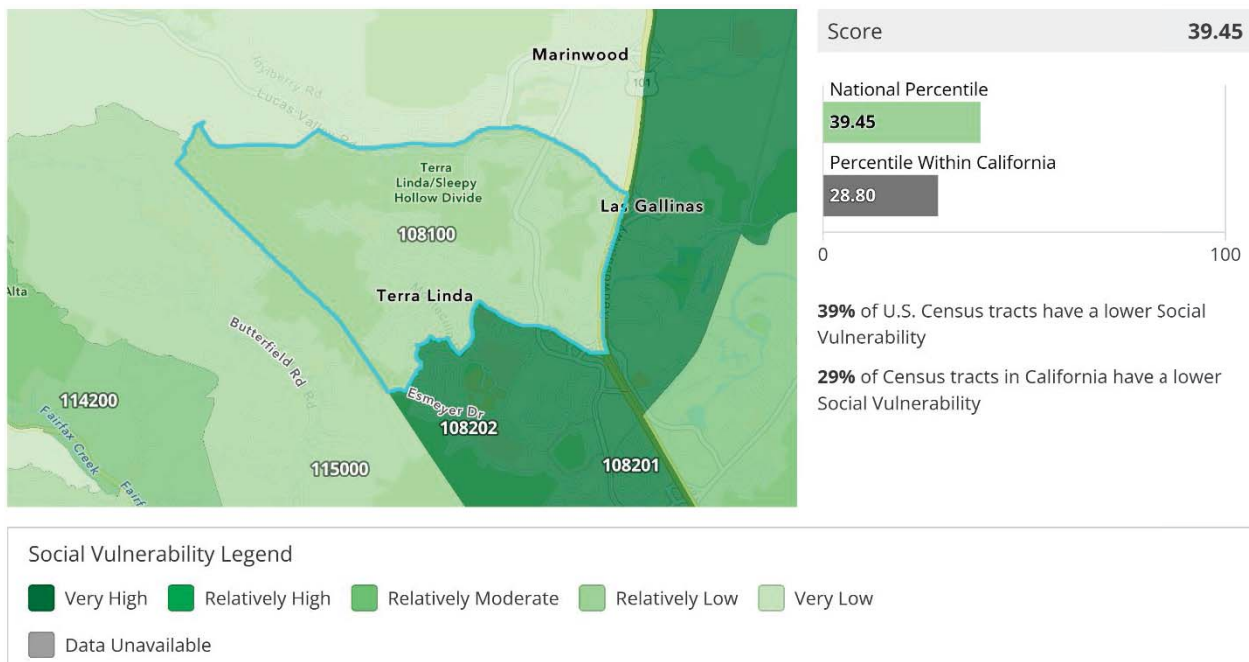 Marinwood
101
Lucas Valley Rd
Terra
Linda/Sleepy
Hollow Divide
Las Gallinas
108100
Terra Linda
Alta
Butterfield Rd
Rd
Esmeyer Dr
114200
108202
Fairfax Creek
115000
108201
Fairf
Score 39.45
National Percentile
39.45
Percentile Within California
28.80
0 100
39% of U.S. Census tracts have a lower Social
Vulnerability
29% of Census tracts in California have a lower
Social Vulnerability
Social Vulnerability Legend
Very High Relatively High Relatively Moderate Relatively Low Very Low
Data Unavailable